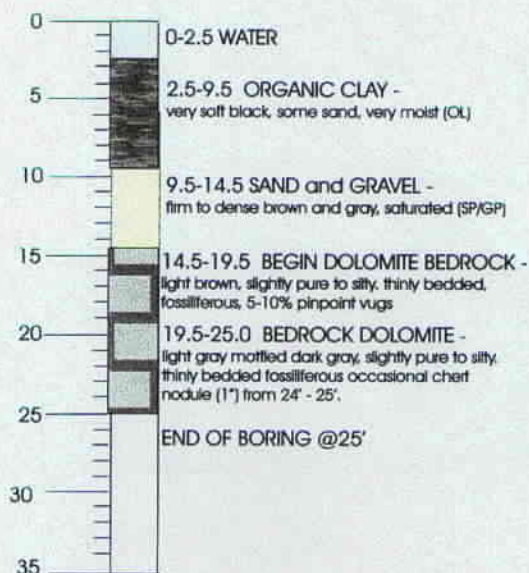 0
0-2.5 WATER
2.5-9.5 ORGANIC CLAY -
very soft black, some sand, very moist (OL)
5
10
9.5-14.5 SAND and GRAVEL -
firm to dense brown and gray, saturated (SP/GP)
15
14.5-19.5 BEGIN DOLOMITE BEDROCK -
light brown, slightly pure to silty, thinly bedded,
fossiliferous, 5-10% pinpoint vugs
20
19.5-25.0 BEDROCK DOLOMITE -
light gray mottled dark gray, slightly pure to silty,
thinly bedded fossiliferous occasional chert
nodule (1") from 24' - 25'.
25
END OF BORING @25'
30
35